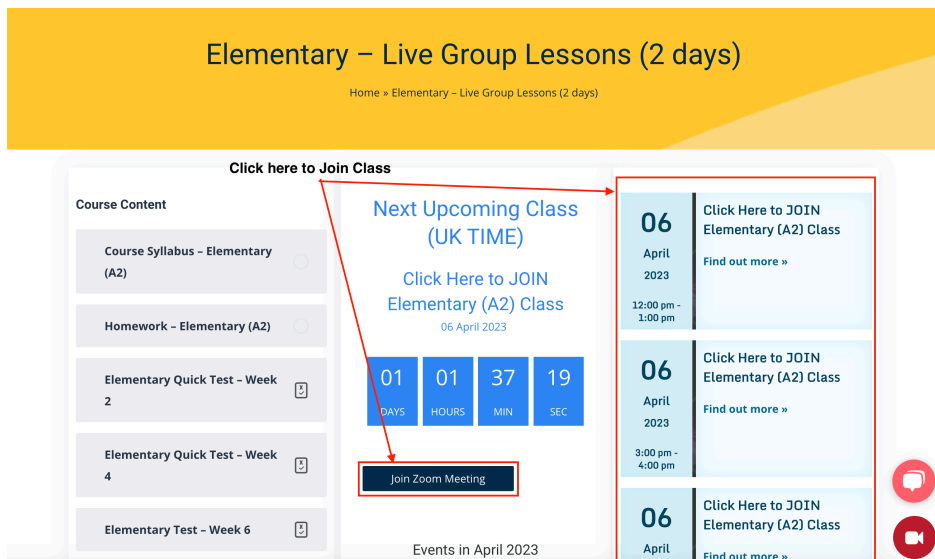 Elementary – Live Group Lessons (2 days)
Home » Elementary – Live Group Lessons (2 days)
Click here to Join Class
Course Content
Course Syllabus – Elementary
(A2)
Homework – Elementary (A2)
Elementary Quick Test – Week
2
Elementary Quick Test – Week
4
Elementary Test – Week 6
Next Upcoming Class
(UK TIME)
Click Here to JOIN
Elementary (A2) Class
06 April 2023
01 01 37 19
DAYS HOURS MIN SEC
Join Zoom Meeting
Events in April 2023
06
April
2023
12:00 pm -
1:00 pm
Click Here to JOIN
Elementary (A2) Class
Find out more »
06
April
2023
3:00 pm -
4:00 pm
Click Here to JOIN
Elementary (A2) Class
Find out more »
06
April
Click Here to JOIN
Elementary (A2) Class
Find out more »